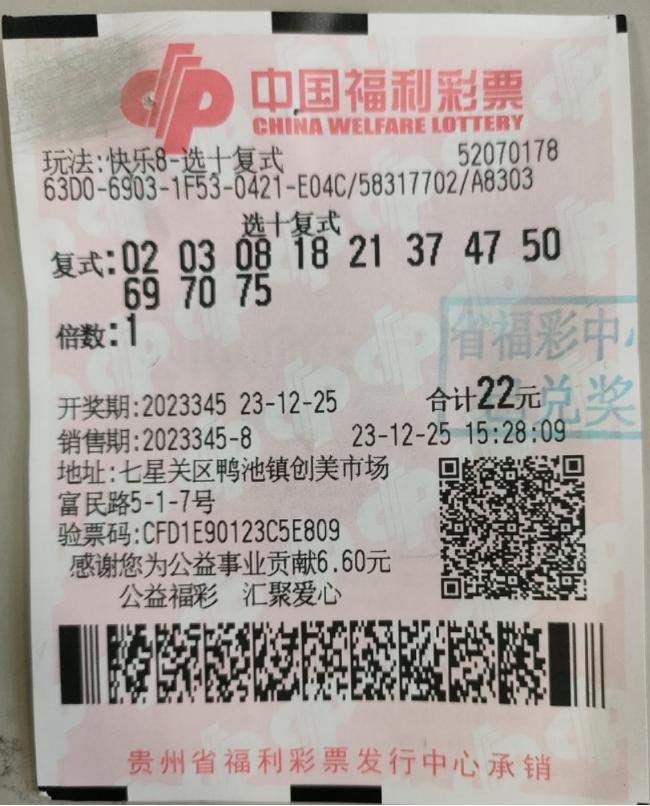 中国福利彩票
CHINA WELFARE LOTTERY
玩法:快乐8-选十复式 52070178
63D0-6903-1F53-0421-E04C/58317702/A8303
选十复式
复式:02 03 08 18 21 37 47 50
69 70 75
倍数:1
省福彩中心
兑奖
开奖期:2023345 23-12-25 合计22元
销售期:2023345-8 23-12-25 15:28:09
地址:七星关区鸭池镇创美市场
富民路5-1-7号
验票码:CFD1E90123C5E809
感谢您为公益事业贡献6.60元
公益福彩 汇聚爱心
贵州省福利彩票发行中心承销